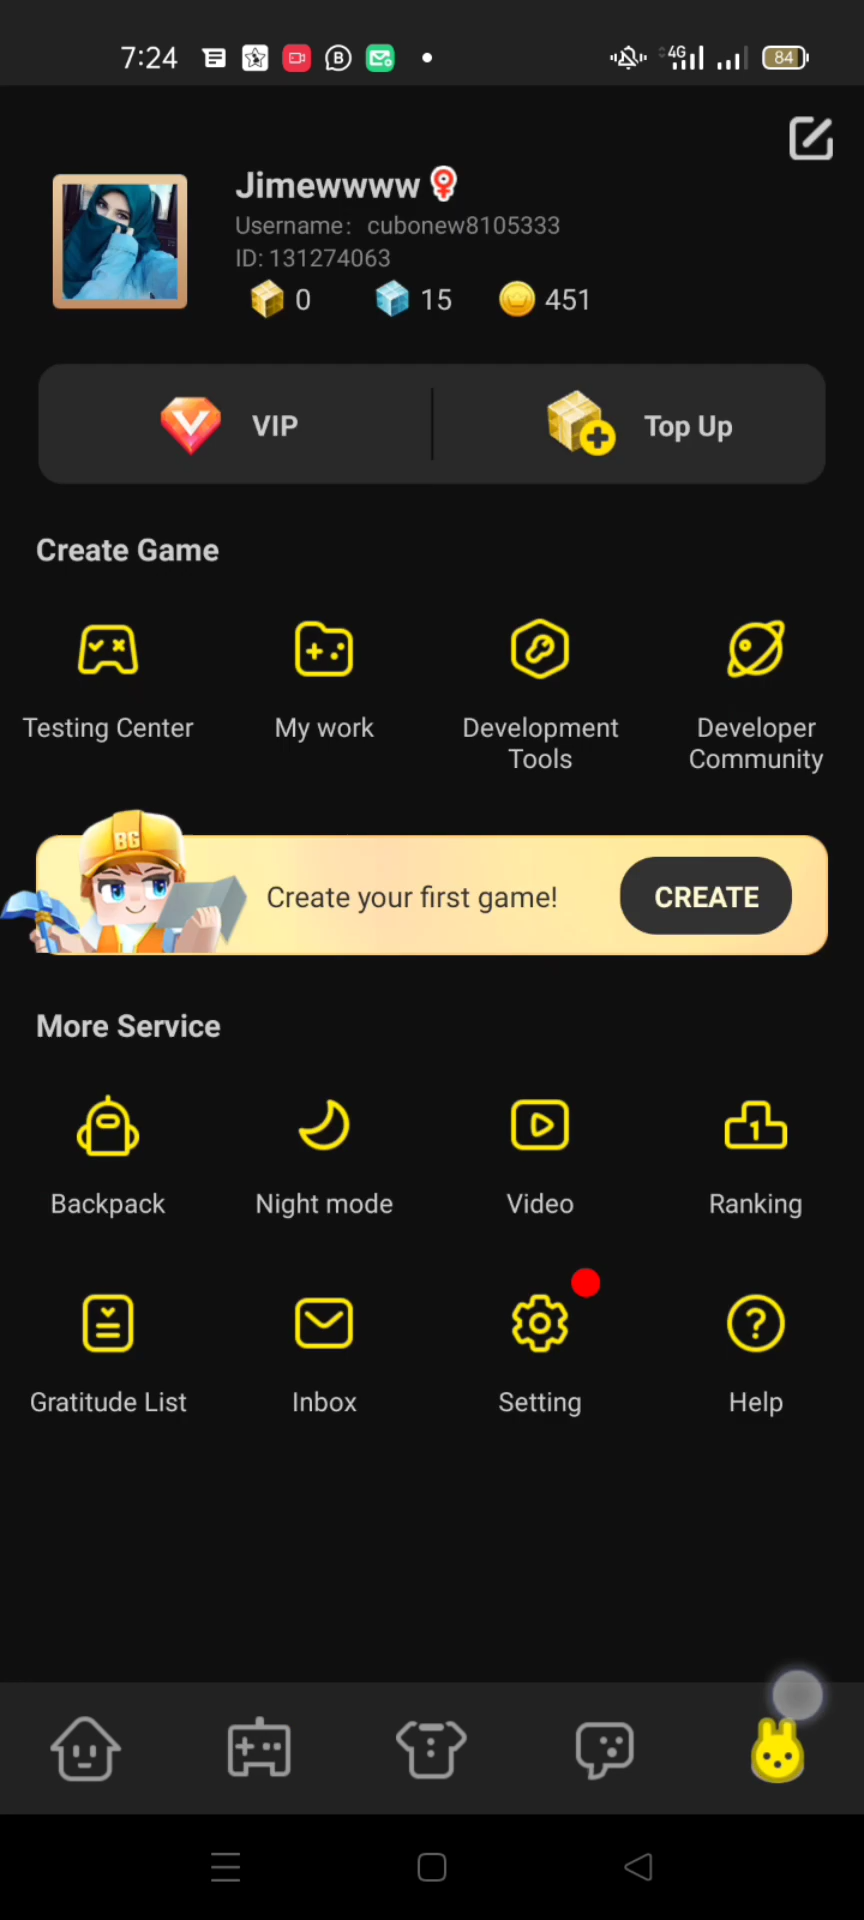 7:24
4G
84
Jimewwww
Username: cubonew8105333
ID: 131274063
0
15
451
VIP
Top Up
Create Game
Testing Center
My work
Development
Tools
Developer
Community
BG
Create your first game!
CREATE
More Service
1
Backpack
Night mode
Video
Ranking
?
Gratitude List
Inbox
Setting
Help